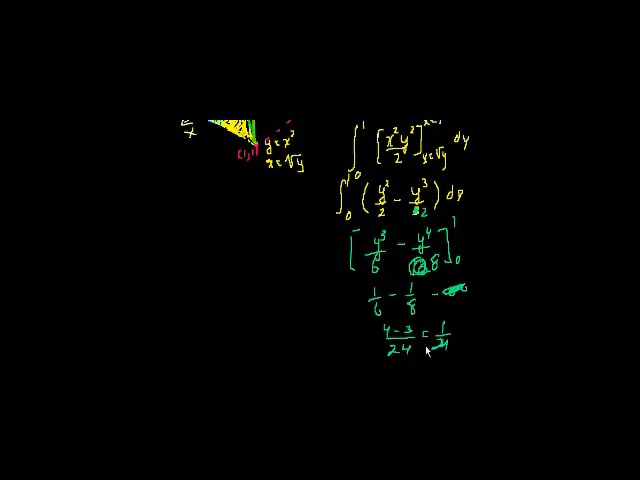 x
y = x²
x = √y
(1,1)
∫₀¹ [x²y²/2]ₓ₌√y dy
∫₀¹ (y²/2 - y³/2) dy
[y³/6 - y⁴/8]₀¹
1/6 - 1/8 -
4-3/24 = 1/24